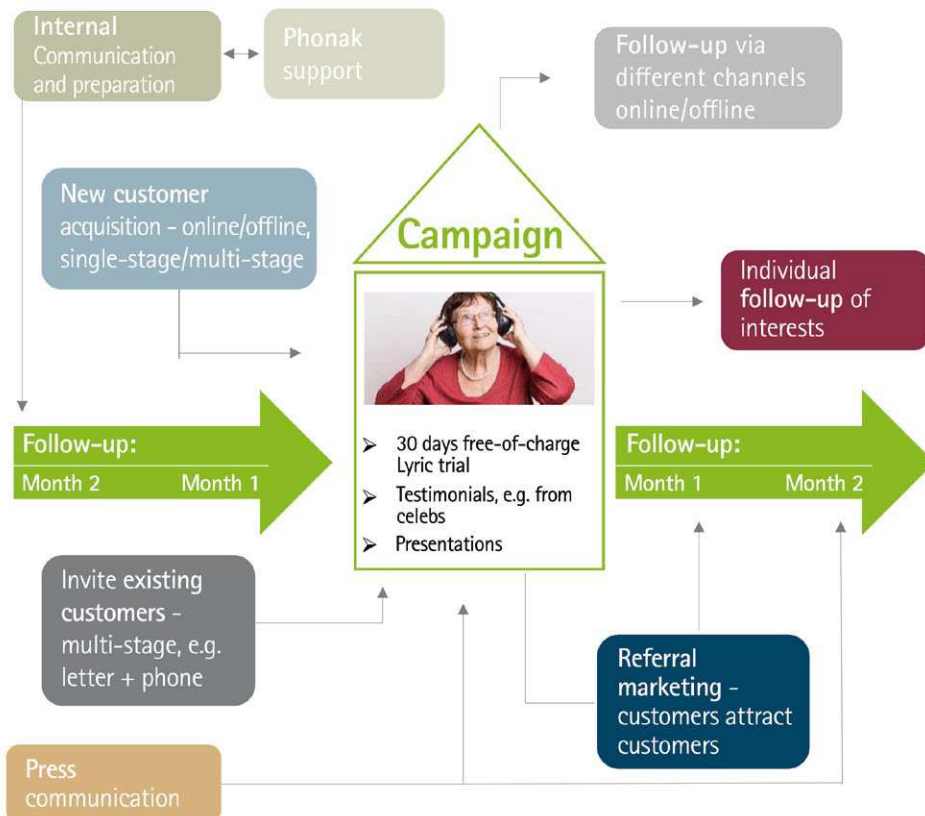 Internal
Communication
and preparation
Phonak
support
Follow-up via
different channels
online/offline
New customer
acquisition - online/offline,
single-stage/multi-stage
Campaign
Individual
follow-up of
interests
Follow-up:
Month 2 Month 1
➢ 30 days free-of-charge
Lyric trial
➢ Testimonials, e.g. from
celebs
➢ Presentations
Follow-up:
Month 1 Month 2
Invite existing
customers -
multi-stage, e.g.
letter + phone
Referral
marketing -
customers attract
customers
Press
communication